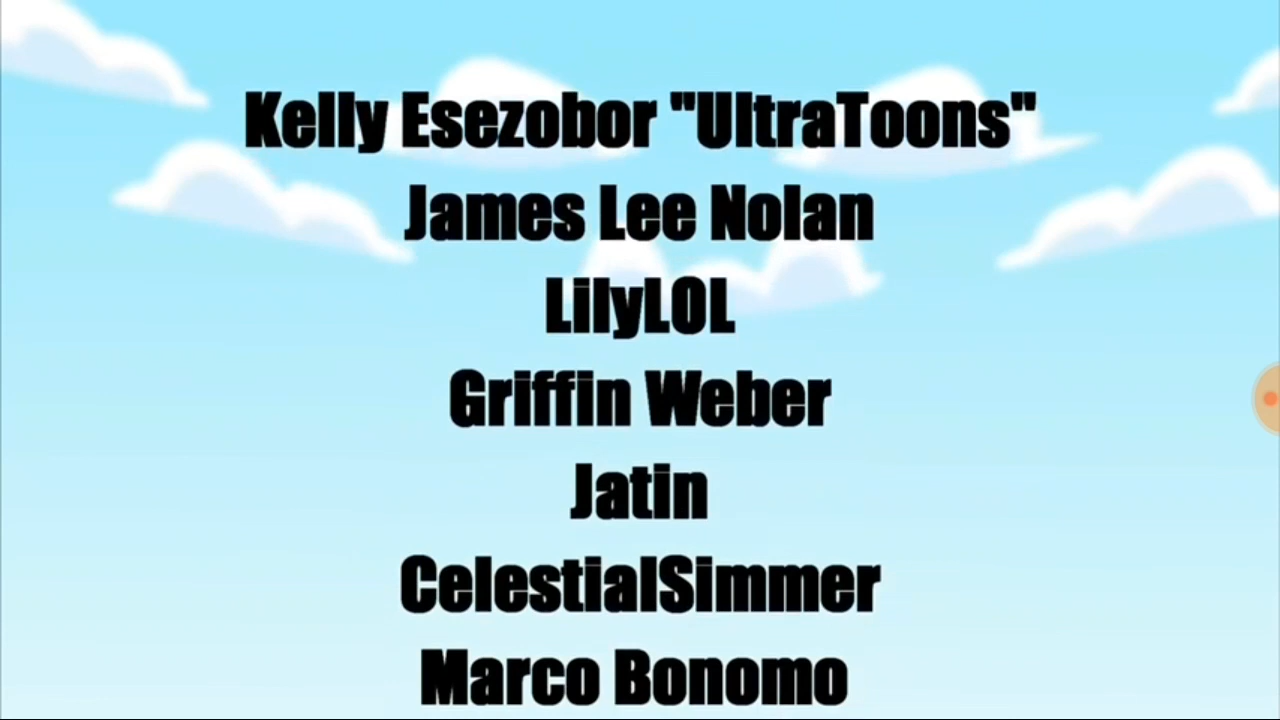 Kelly Esezobor "UltraToons"
James Lee Nolan
LilyLOL
Griffin Weber
Jatin
CelestialSimmer
Marco Bonomo